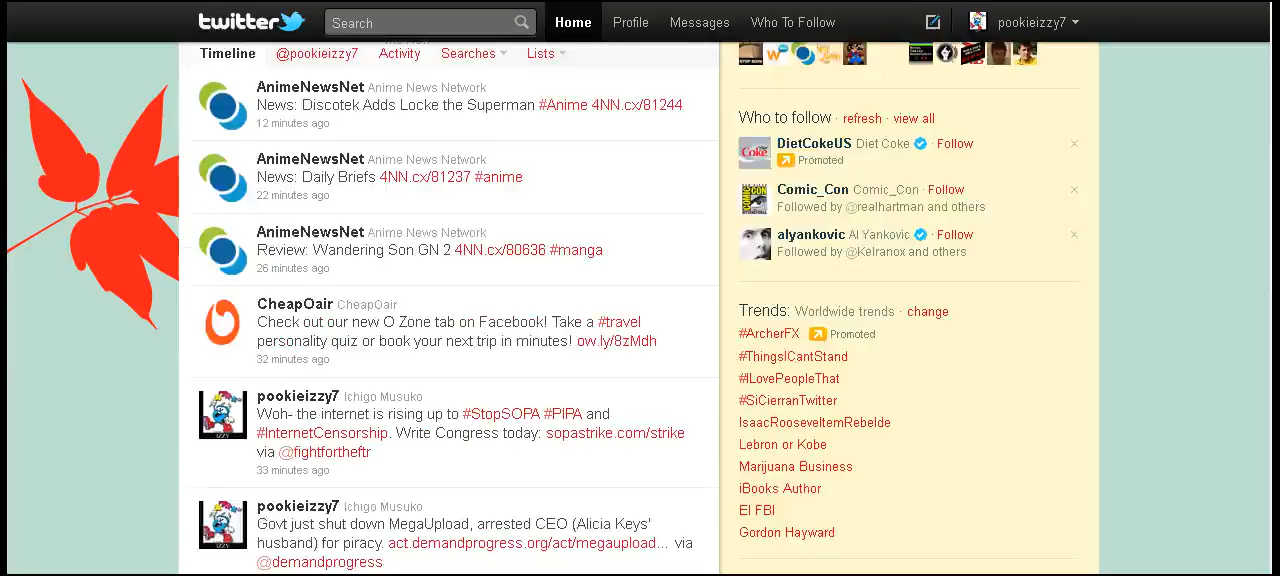 twitter Search Home Profile Messages Who To Follow pookieizzy7
Timeline @pookieizzy7 Activity Searches Lists
AnimeNewsNet Anime News Network
News: Discotek Adds Locke the Superman #Anime 4NN.cx/81244
12 minutes ago
AnimeNewsNet Anime News Network
News: Daily Briefs 4NN.cx/81237 #anime
22 minutes ago
AnimeNewsNet Anime News Network
Review: Wandering Son GN 2 4NN.cx/80636 #manga
26 minutes ago
CheapOair CheapOair
Check out our new O Zone tab on Facebook! Take a #travel
personality quiz or book your next trip in minutes! ow.ly/8zMdh
32 minutes ago
pookieizzy7 Ichigo Musuko
Woh- the internet is rising up to #StopSOPA #PIPA and
#InternetCensorship. Write Congress today: sopastrike.com/strike
via @fightfortheftr
33 minutes ago
pookieizzy7 Ichigo Musuko
Govt just shut down MegaUpload, arrested CEO (Alicia Keys'
husband) for piracy. act.demandprogress.org/act/megaupload... via
@demandprogress
Who to follow · refresh · view all
DietCokeUS Diet Coke · Follow
Promoted
Comic_Con Comic_Con · Follow
Followed by @realhartman and others
alyankovic Al Yankovic · Follow
Followed by @Kelranox and others
Trends: Worldwide trends · change
#ArcherFX Promoted
#ThingsICantStand
#ILovePeopleThat
#SiCierranTwitter
IsaacRooseveltemRebelde
Lebron or Kobe
Marijuana Business
iBooks Author
El FBI
Gordon Hayward